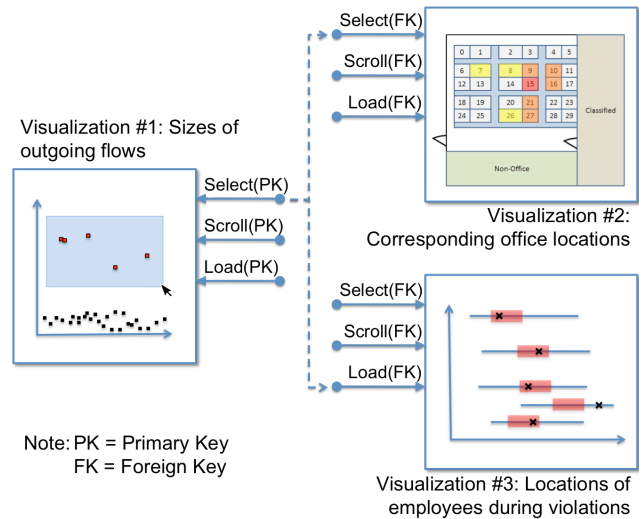 Visualization #1: Sizes of
outgoing flows
Select(PK)
Scroll(PK)
Load(PK)
Note: PK = Primary Key
FK = Foreign Key
Select(FK)
Scroll(FK)
Load(FK)
0 1 2 3 4 5
6 7 8 9 10 11
12 13 14 15 16 17
18 19 20 21 22 23
24 25 26 27 28 29
Classified
Non-Office
Visualization #2:
Corresponding office locations
Select(FK)
Scroll(FK)
Load(FK)
Visualization #3: Locations of
employees during violations